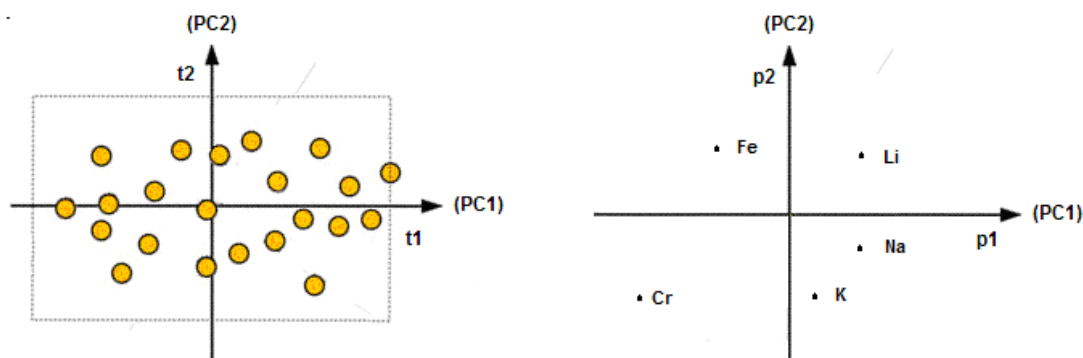 (PC2)
t2
(PC1)
t1
(PC2)
p2
Fe
Li
(PC1)
p1
Na
Cr
K